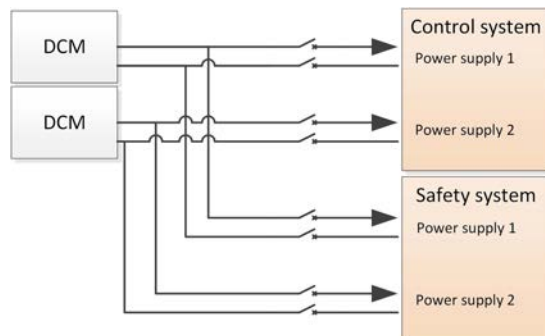 DCM
DCM
Control system
Power supply 1
Power supply 2
Safety system
Power supply 1
Power supply 2